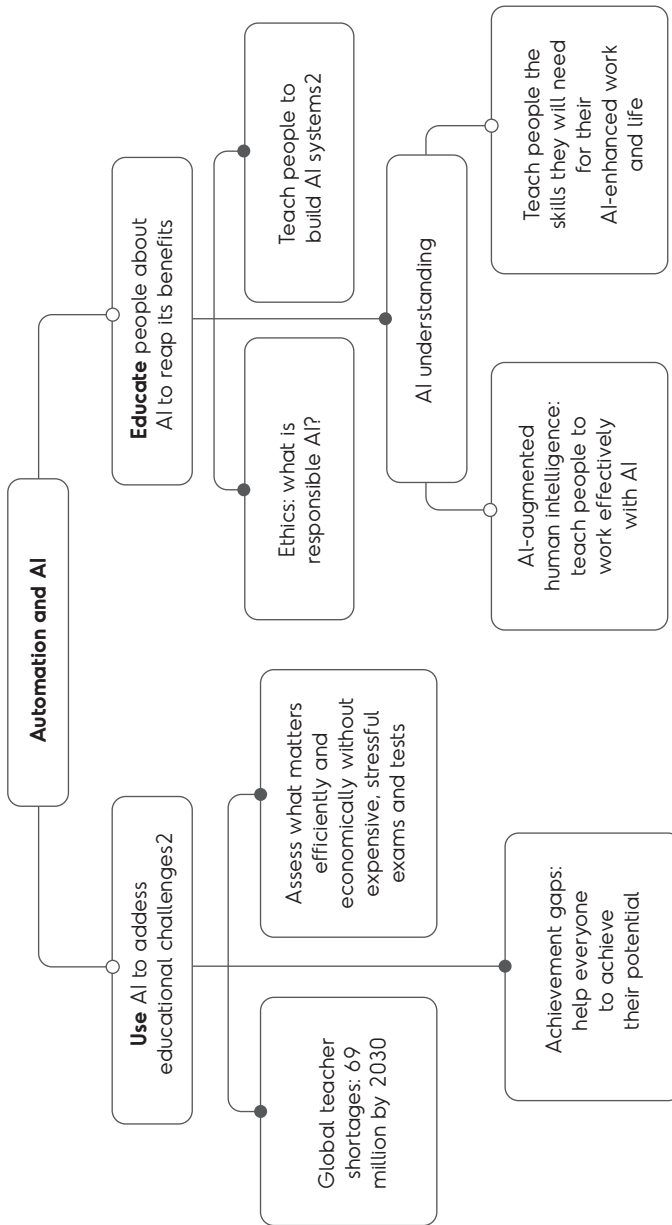 Automation and AI
Use AI to addess
educational challenges2
Global teacher
shortages: 69
million by 2030
Assess what matters
efficiently and
economically without
expensive, stressful
exams and tests
Achievement gaps:
help everyone
to achieve
their potential
Educate people about
AI to reap its benefits
Ethics: what is
responsible AI?
Teach people to
build AI systems2
AI understanding
AI-augmented
human intelligence:
teach people to
work effectively
with AI
Teach people the
skills they will need
for their
AI-enhanced work
and life